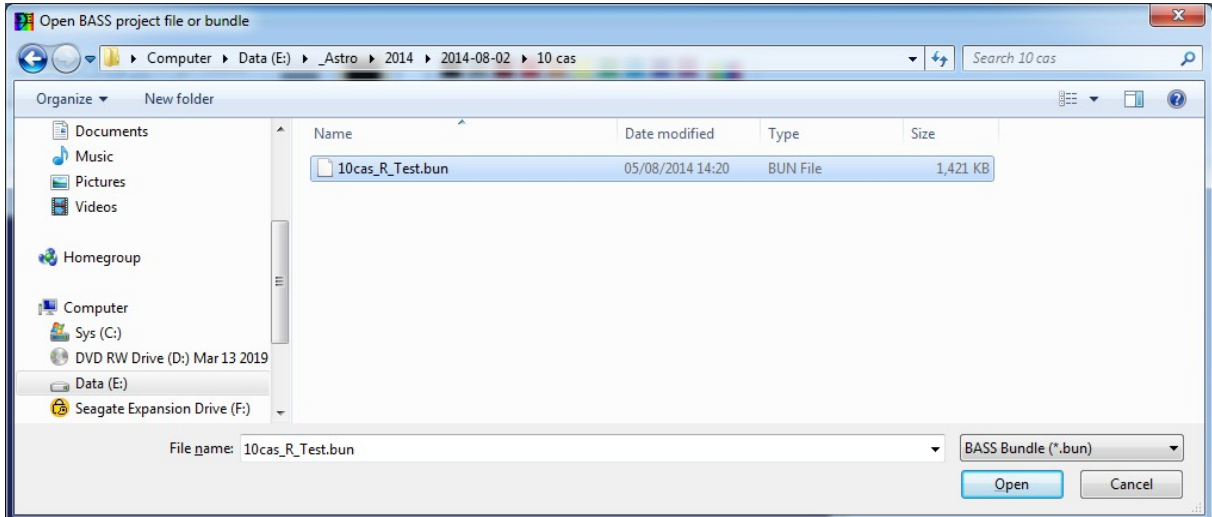 Open BASS project file or bundle
Computer Data (E:) _Astro 2014 2014-08-02 10 cas
Search 10 cas
Organize New folder
Documents
Music
Pictures
Videos
Homegroup
Computer
Sys (C:)
DVD RW Drive (D:) Mar 13 2019
Data (E:)
Seagate Expansion Drive (F:)
Name Date modified Type Size
10cas_R_Test.bun 05/08/2014 14:20 BUN File 1,421 KB
File name: 10cas_R_Test.bun BASS Bundle (*.bun)
Open Cancel